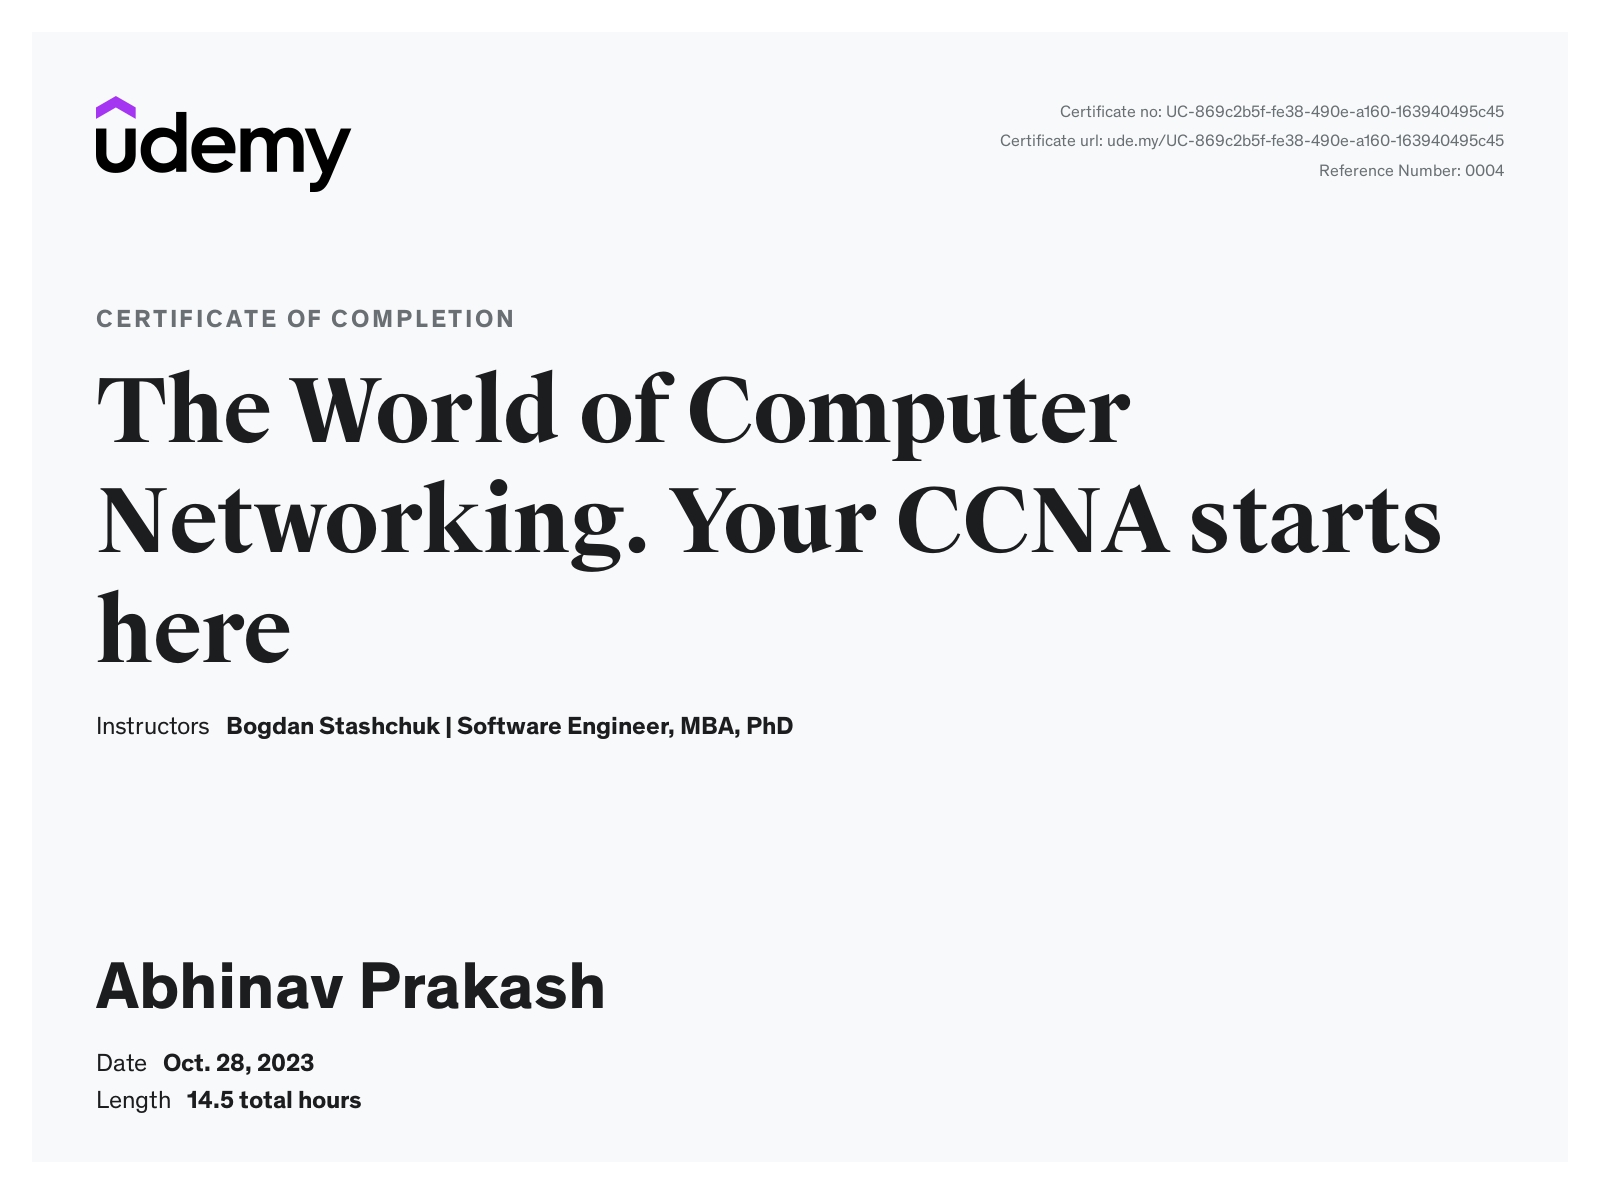 udemy
Certificate no: UC-869c2b5f-fe38-490e-a160-163940495c45
Certificate url: ude.my/UC-869c2b5f-fe38-490e-a160-163940495c45
Reference Number: 0004
CERTIFICATE OF COMPLETION
The World of Computer
Networking. Your CCNA starts
here
Instructors Bogdan Stashchuk | Software Engineer, MBA, PhD
Abhinav Prakash
Date Oct. 28, 2023
Length 14.5 total hours